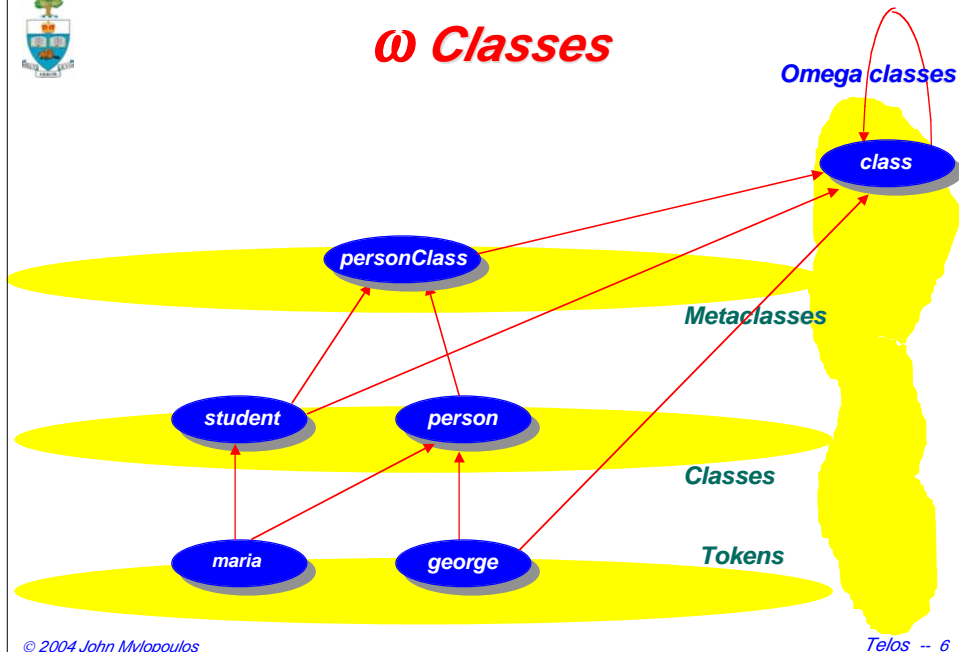 ω Classes
Omega classes
class
personClass
Metaclasses
student
person
Classes
maria
george
Tokens
© 2004 John Mylopoulos
Telos -- 6